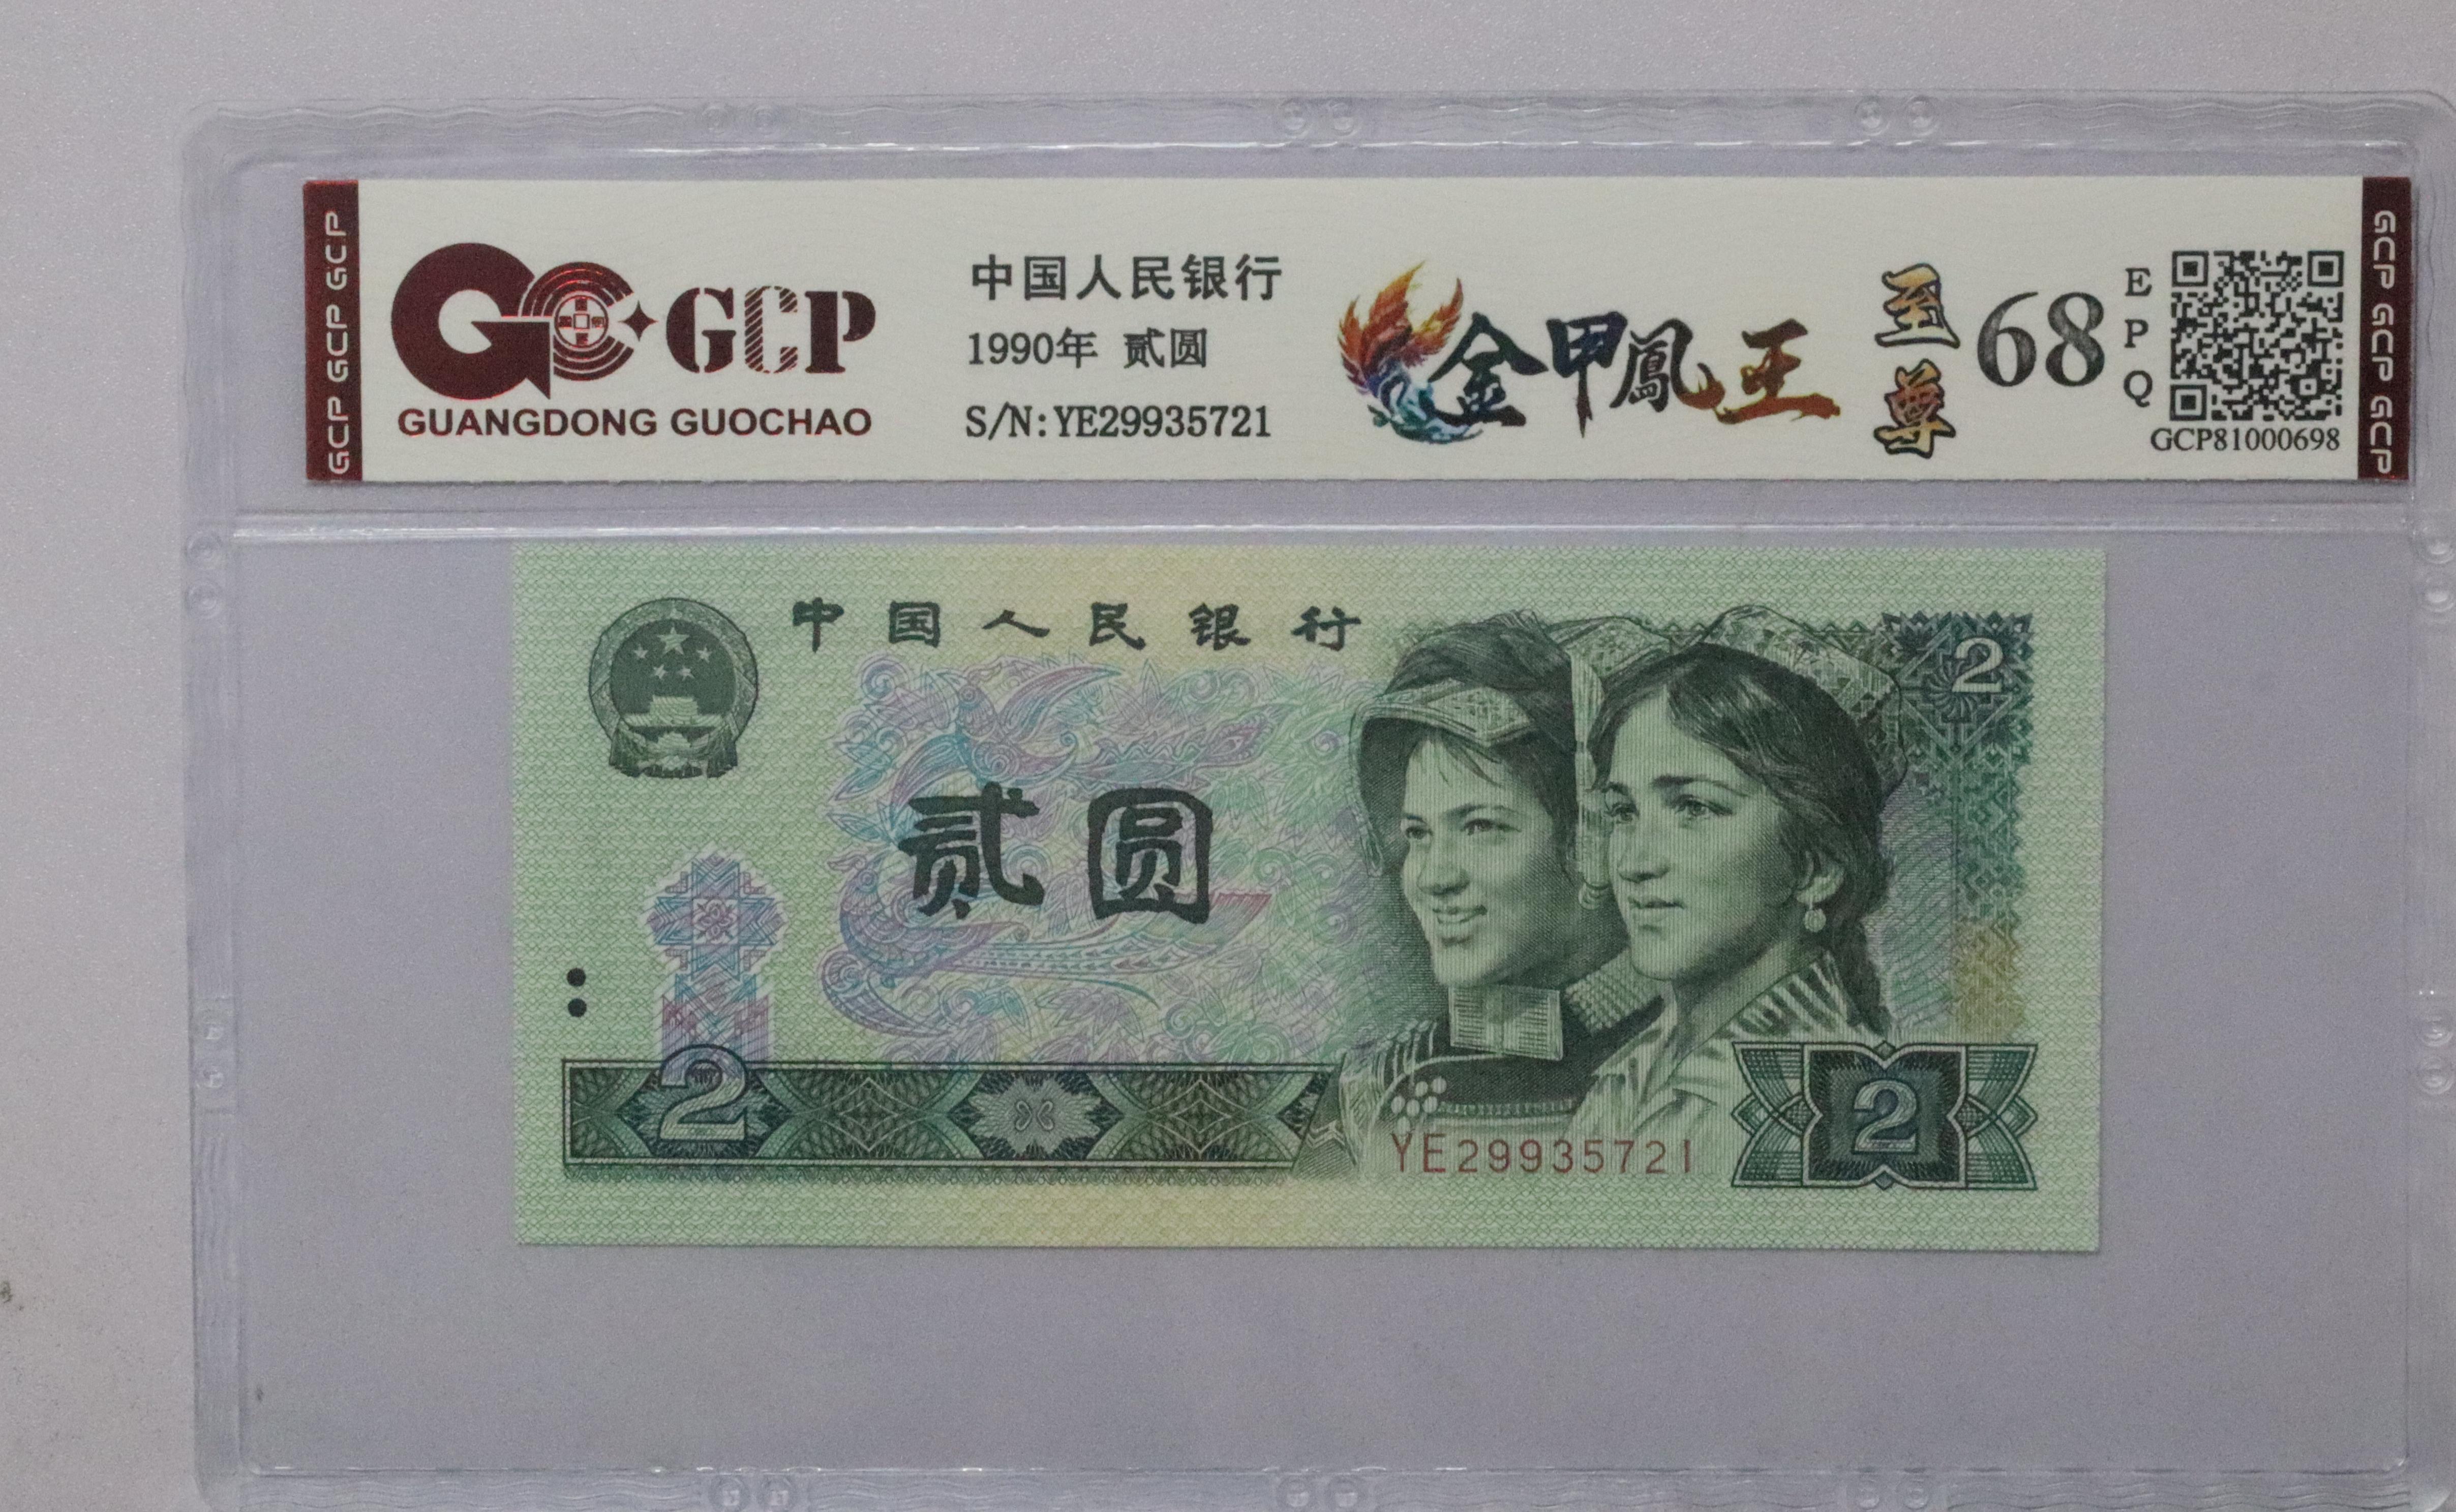 GCP GCP GCP
GCP
GUANGDONG GUOCHAO
中国人民银行
1990年 贰圆
S/N:YE29935721
金甲鳳王
至尊
68
E
P
Q
GCP81000698
GCP GCP GCP
中国人民银行
2
贰圆
2
YE29935721
2